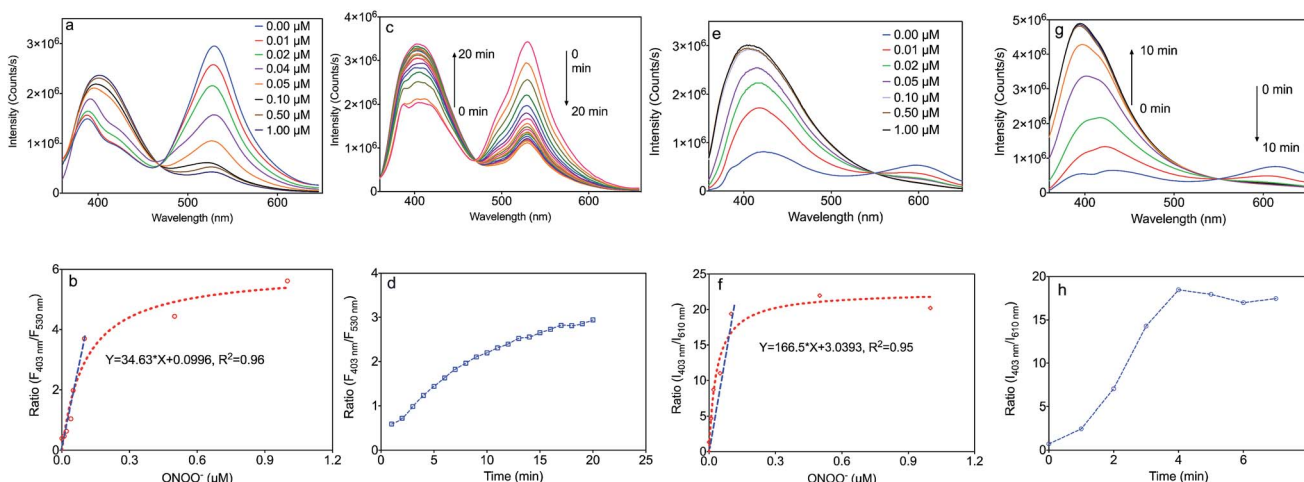 a
Intensity (Counts/s)
3×10⁶
2×10⁶
1×10⁶
0
400
500
600
Wavelength (nm)
0.00 µM
0.01 µM
0.02 µM
0.04 µM
0.05 µM
0.10 µM
0.50 µM
1.00 µM
c
Intensity (Counts/s)
4×10⁶
3×10⁶
2×10⁶
1×10⁶
0
400
500
600
Wavelength (nm)
20 min
0 min
0
min
20 min
e
Intensity (Counts/s)
3×10⁶
2×10⁶
1×10⁶
0
400
500
600
Wavelength (nm)
0.00 µM
0.01 µM
0.02 µM
0.05 µM
0.10 µM
0.50 µM
1.00 µM
g
Intensity (Counts/s)
5×10⁶
4×10⁶
3×10⁶
2×10⁶
1×10⁶
0
400
500
600
Wavelength (nm)
10 min
0 min
0 min
10 min
b
Ratio (F403 nm/F530 nm)
6
4
2
0
0.0
0.3
0.6
0.9
1.2
ONOO⁻ (µM)
Y=34.63*X+0.0996, R²=0.96
d
Ratio (F403 nm/F530 nm)
4
3
2
1
0
0
5
10
15
20
25
Time (min)
f
Ratio (I403 nm/I610 nm)
25
20
15
10
5
0
0.0
0.3
0.6
0.9
1.2
ONOO⁻ (µM)
Y=166.5*X+3.0393, R²=0.95
h
Ratio (I403 nm/I610 nm)
20
15
10
5
0
0
2
4
6
Time (min)